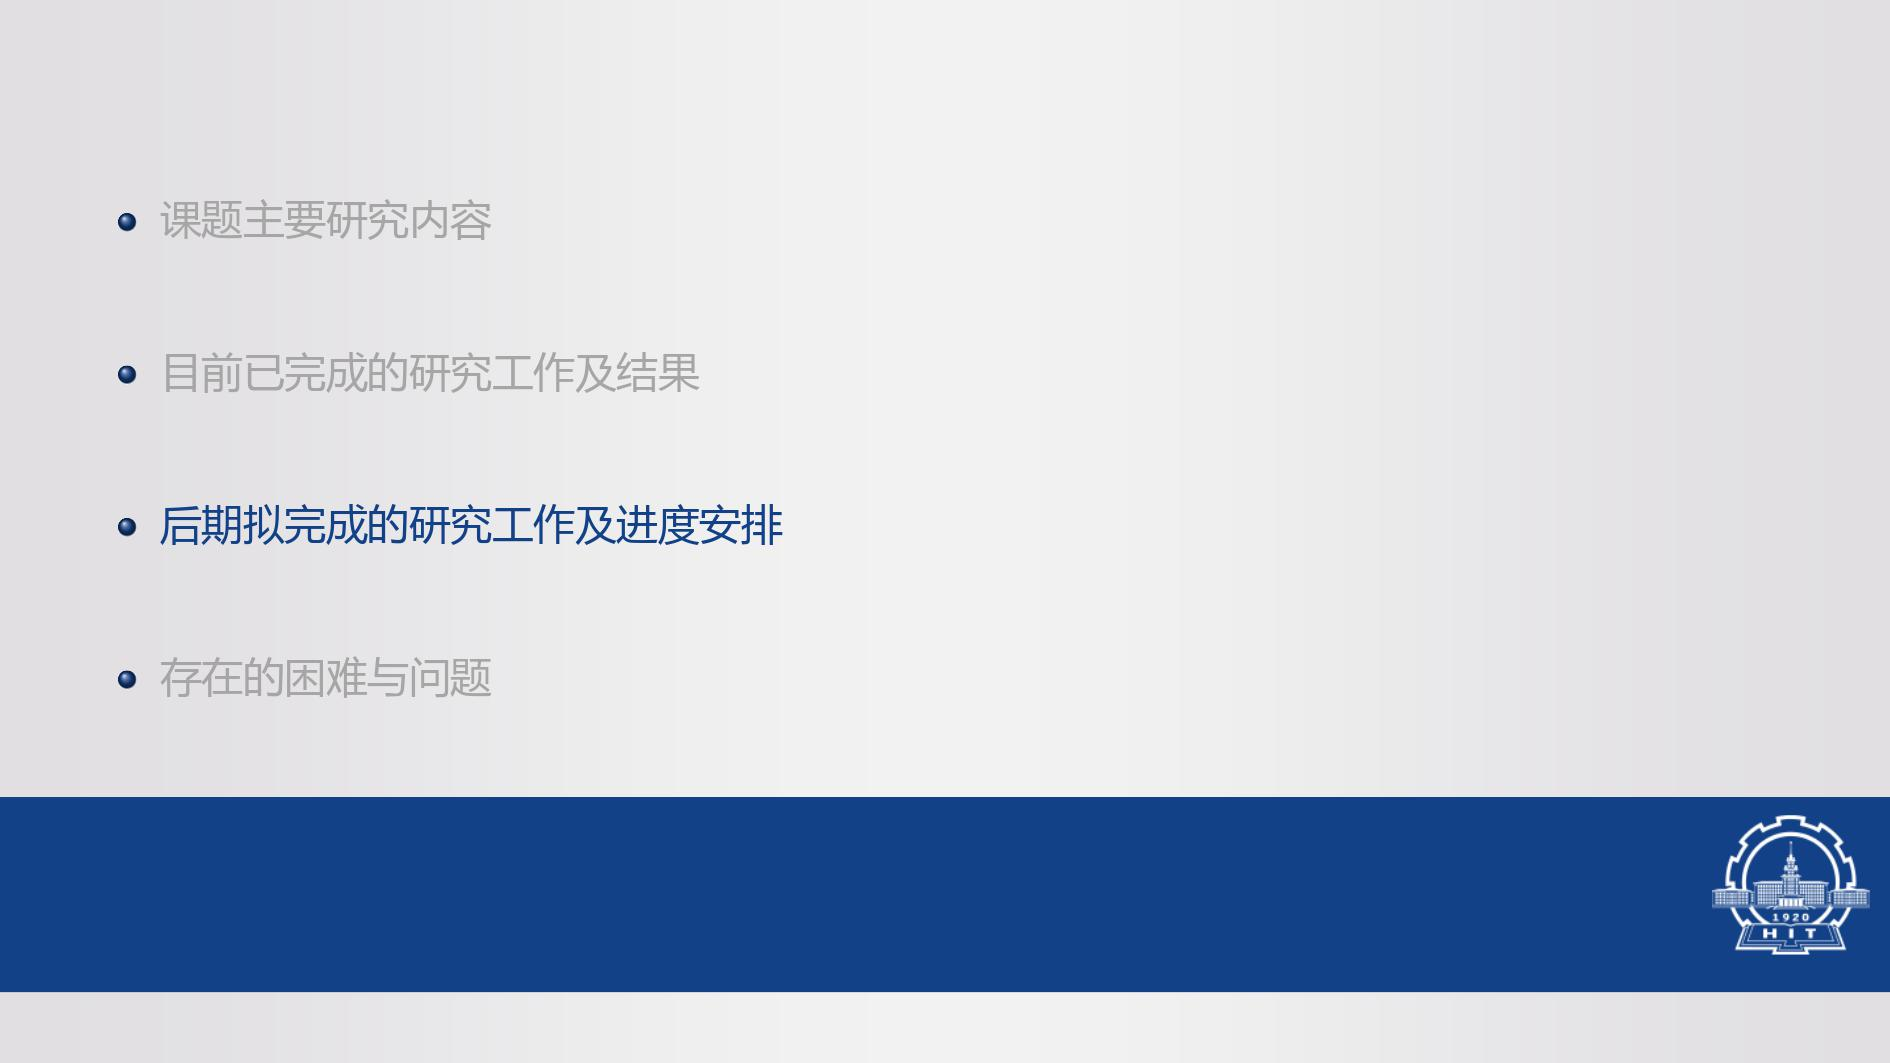 课题主要研究内容
目前已完成的研究工作及结果
后期拟完成的研究工作及进度安排
存在的困难与问题
1920
HIT